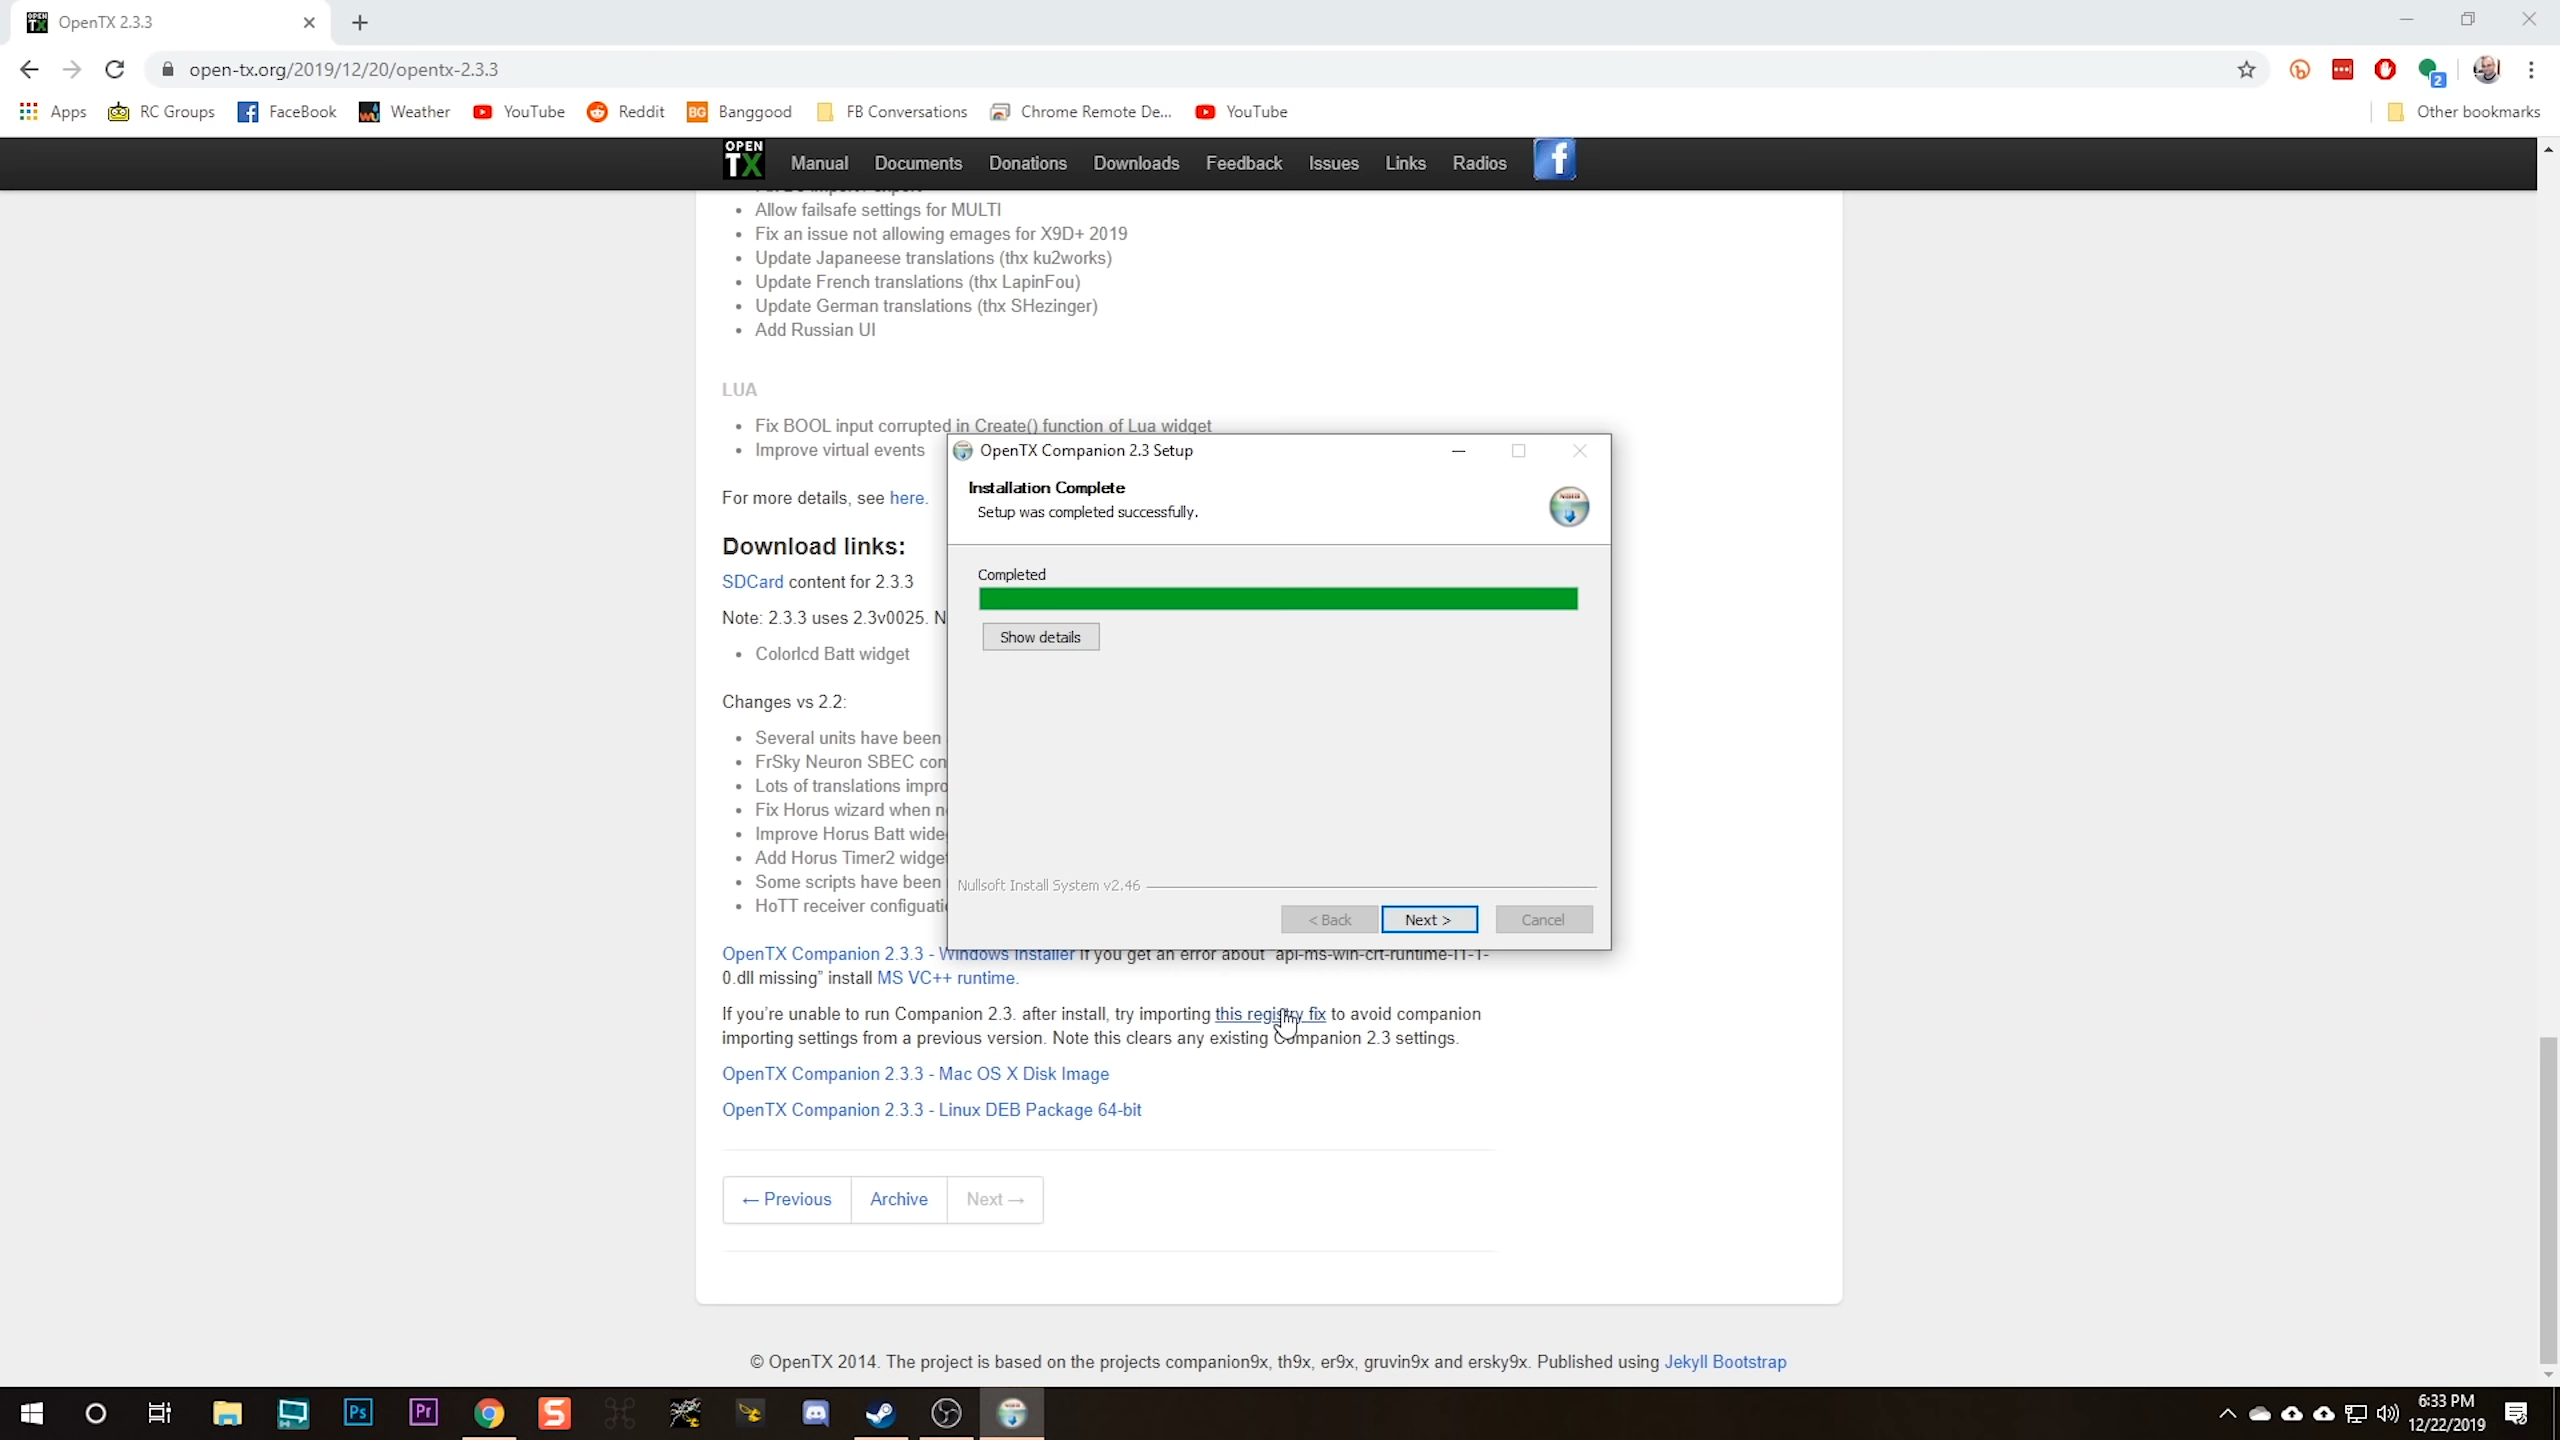 OpenTX 2.3.3
open-tx.org/2019/12/20/opentx-2.3.3
2
Apps RC Groups FaceBook Weather YouTube Reddit Banggood FB Conversations Chrome Remote De... YouTube Other bookmarks
OPEN TX Manual Documents Donations Downloads Feedback Issues Links Radios
Allow failsafe settings for MULTI
Fix an issue not allowing emages for X9D+ 2019
Update Japaneese translations (thx ku2works)
Update French translations (thx LapinFou)
Update German translations (thx SHezinger)
Add Russian UI
LUA
Fix BOOL input corrupted in Create() function of Lua widget
Improve virtual events
For more details, see here.
Download links:
SDCard content for 2.3.3
Note: 2.3.3 uses 2.3v0025. N
Colorlcd Batt widget
Changes vs 2.2:
Several units have been
FrSky Neuron SBEC con
Lots of translations impro
Fix Horus wizard when n
Improve Horus Batt widg
Add Horus Timer2 widget
Some scripts have been
HoTT receiver configuati
OpenTX Companion 2.3 Setup
Installation Complete
Setup was completed successfully.
Completed
Show details
Nullsoft Install System v2.46
< Back Next > Cancel
OpenTX Companion 2.3.3 - Windows Installer If you get an error about "api-ms-win-crt-runtime-l1-1-
0.dll missing” install MS VC++ runtime.
If you’re unable to run Companion 2.3. after install, try importing this registry fix to avoid companion
importing settings from a previous version. Note this clears any existing Companion 2.3 settings.
OpenTX Companion 2.3.3 - Mac OS X Disk Image
OpenTX Companion 2.3.3 - Linux DEB Package 64-bit
← Previous Archive Next →
© OpenTX 2014. The project is based on the projects companion9x, th9x, er9x, gruvin9x and ersky9x. Published using Jekyll Bootstrap
Ps Pr S
6:33 PM
12/22/2019